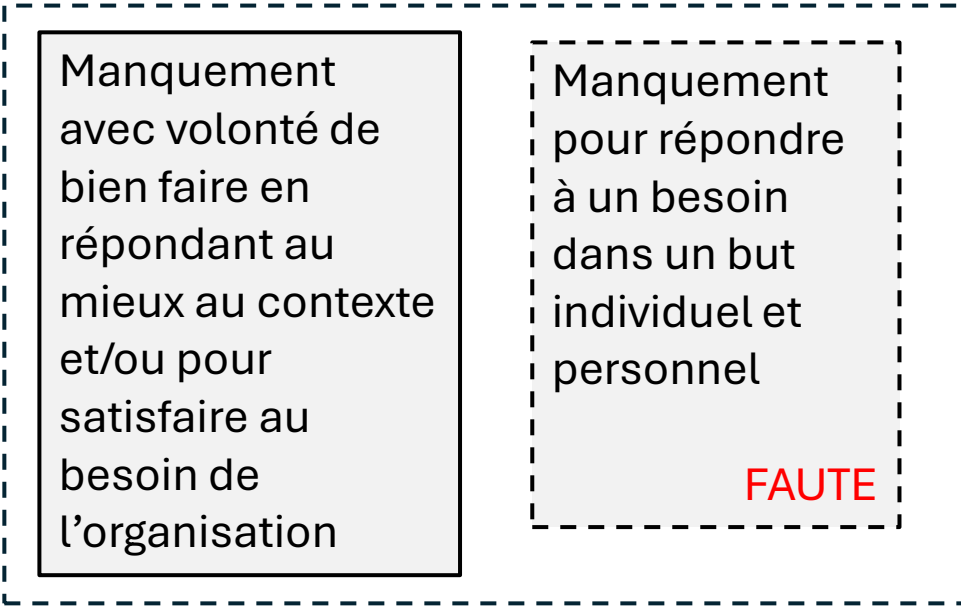 Manquement
avec volonté de
bien faire en
répondant au
mieux au contexte
et/ou pour
satisfaire au
besoin de
l’organisation
Manquement
pour répondre
à un besoin
dans un but
individuel et
personnel
FAUTE